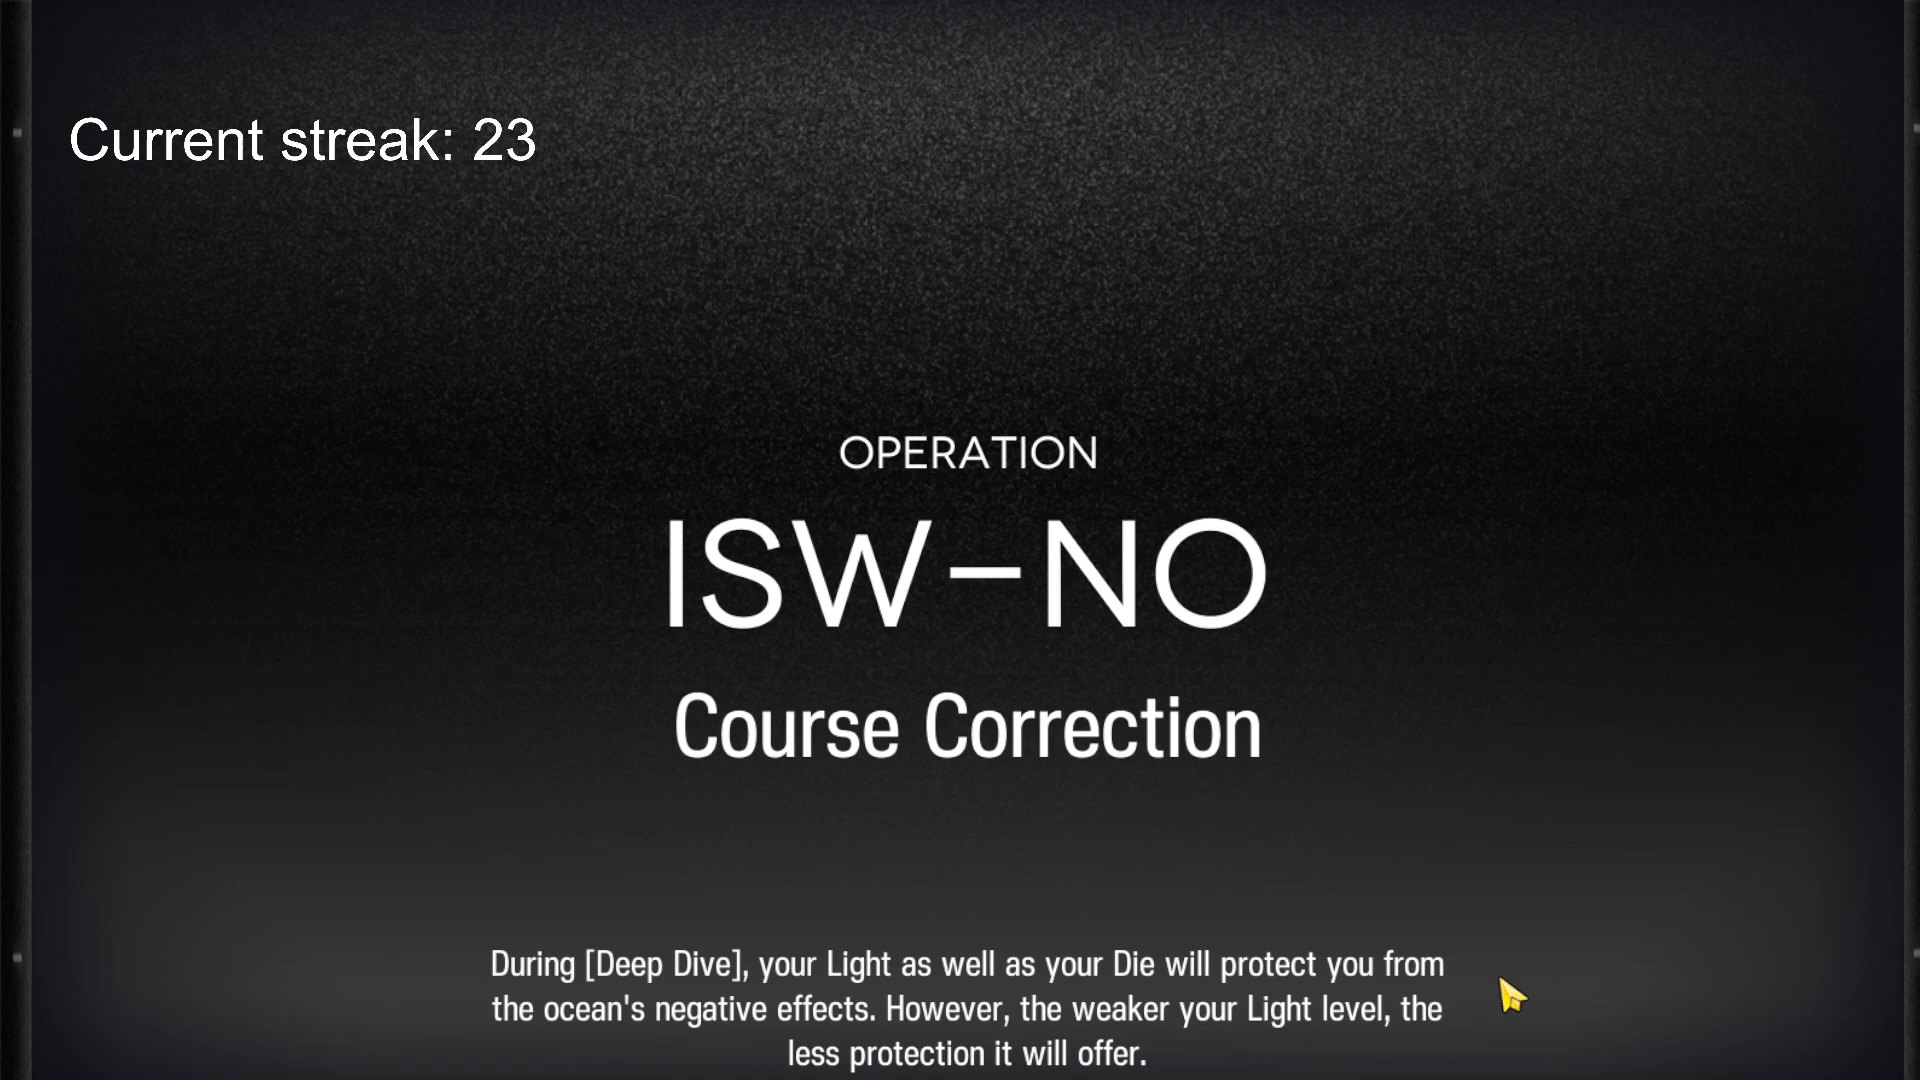 Current streak: 23
OPERATION
ISW-NO
Course Correction
During [Deep Dive], your Light as well as your Die will protect you from
the ocean's negative effects. However, the weaker your Light level, the
less protection it will offer.